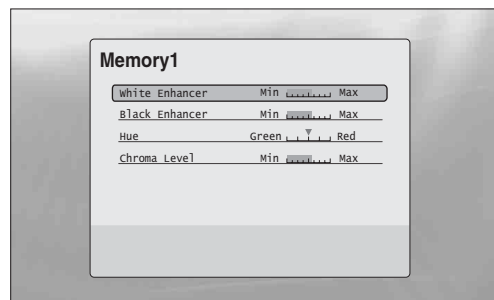 Memory1
White Enhancer Min Max
Black Enhancer Min Max
Hue Green Red
Chroma Level Min Max